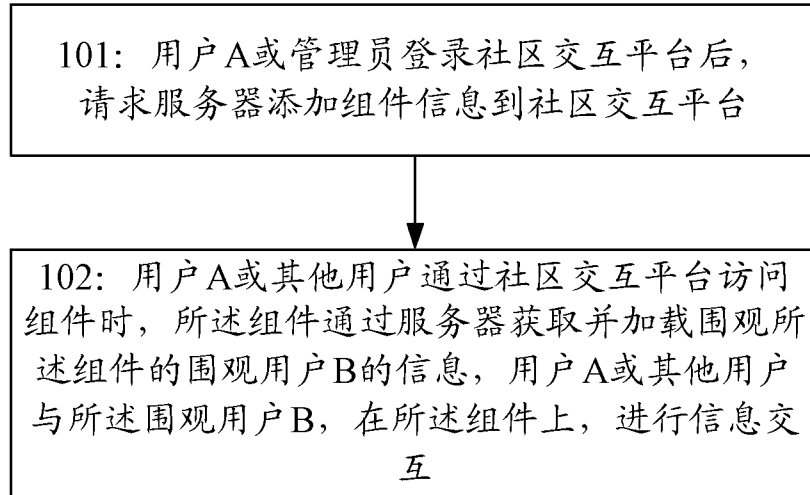 101：用户A或管理员登录社区交互平台后，
请求服务器添加组件信息到社区交互平台
102：用户A或其他用户通过社区交互平台访问
组件时，所述组件通过服务器获取并加载围观所
述组件的围观用户B的信息，用户A或其他用户
与所述围观用户B，在所述组件上，进行信息交
互